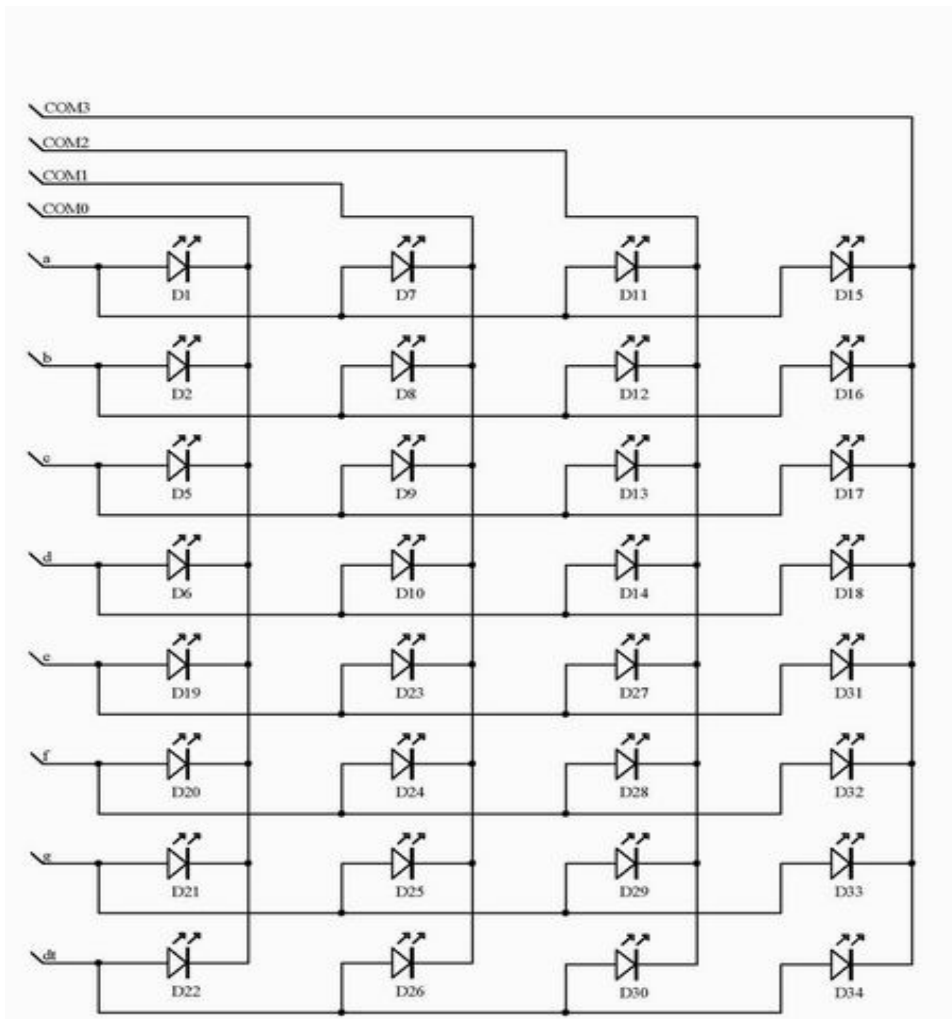 COM3
COM2
COM1
COM0
a
D1 D7 D11 D15
b
D2 D8 D12 D16
c
D5 D9 D13 D17
d
D6 D10 D14 D18
e
D19 D23 D27 D31
f
D20 D24 D28 D32
g
D21 D25 D29 D33
dt
D22 D26 D30 D34